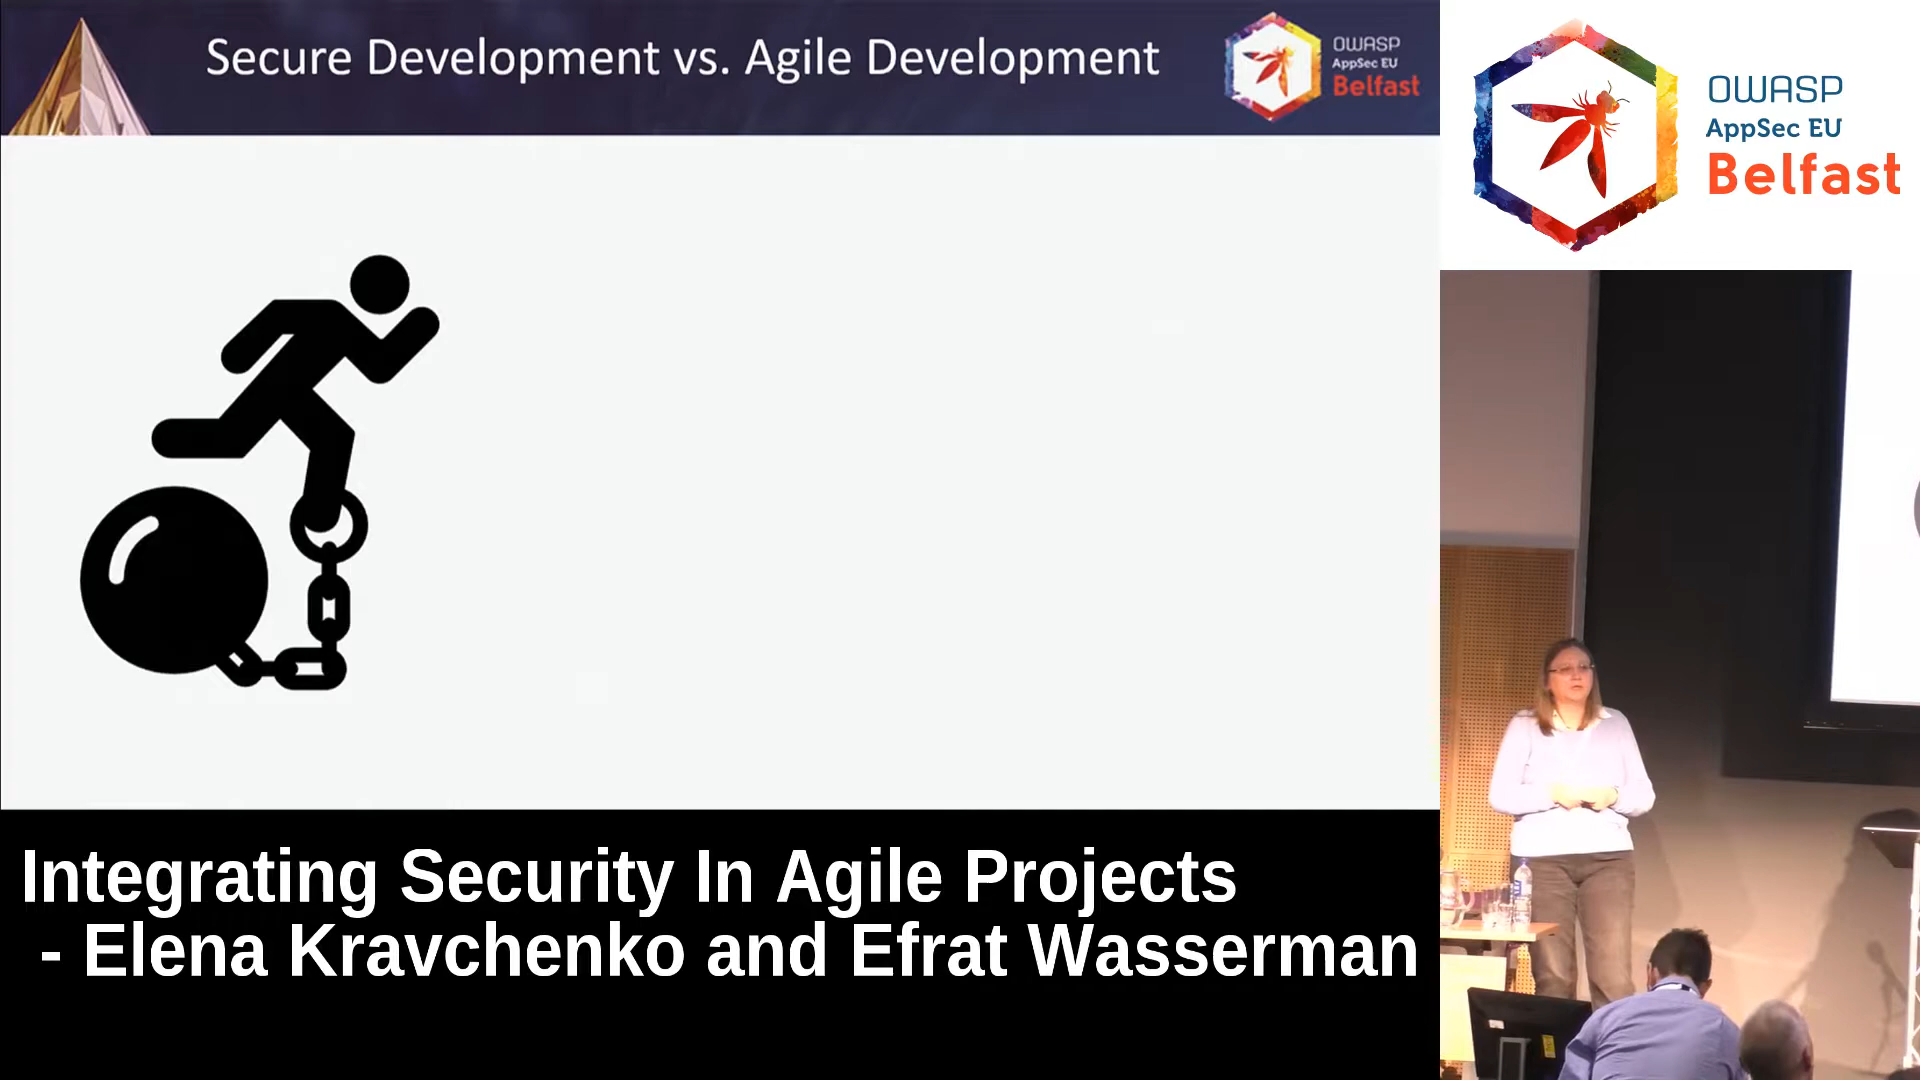 Secure Development vs. Agile Development
OWASP
AppSec EU
Belfast
OWASP
AppSec EU
Belfast
Integrating Security In Agile Projects
- Elena Kravchenko and Efrat Wasserman